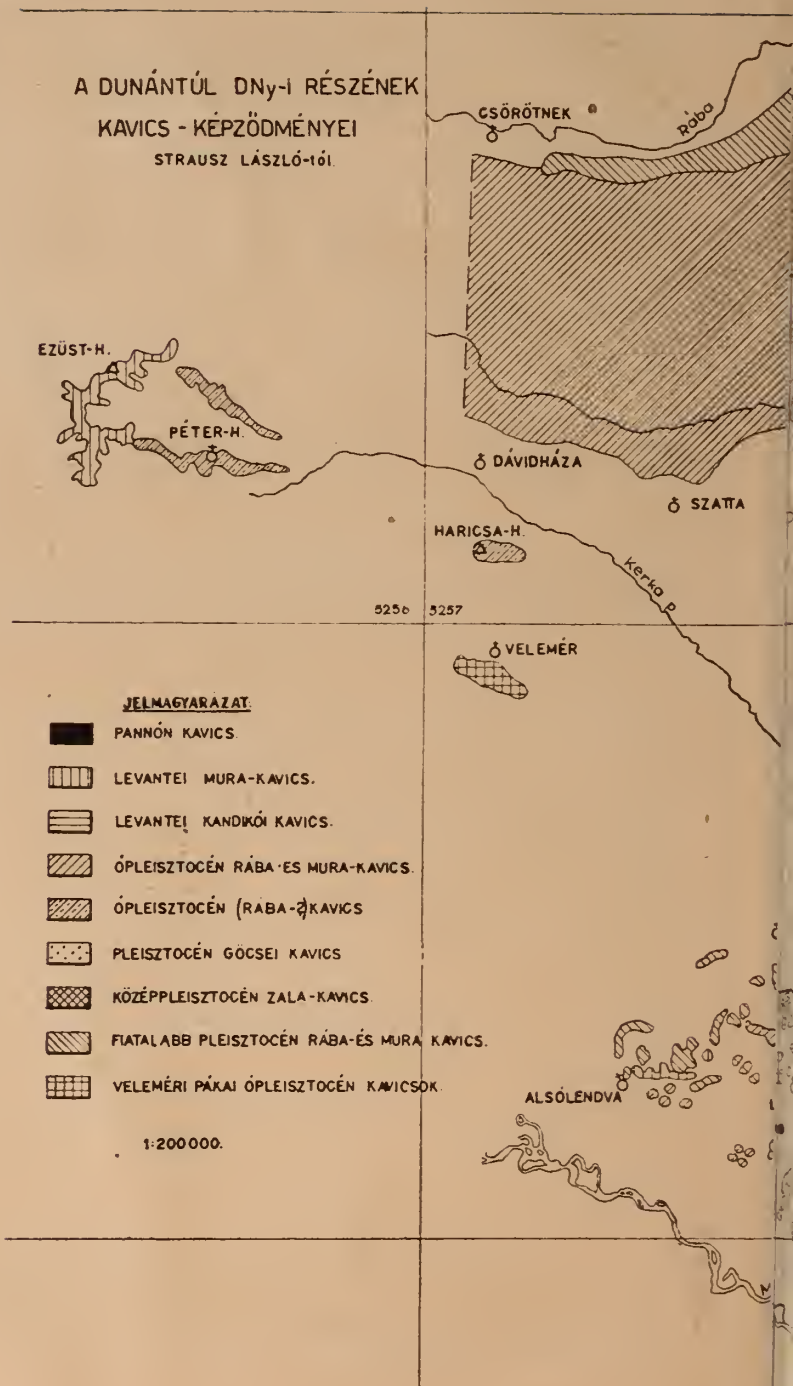 A DUNÁNTÚL DNy-i RÉSZÉNEK
KAVICS - KÉPZŐDMÉNYEI
STRAUSZ LÁSZLÓ-tól.
CSÖRÖTNEK
Rába
EZÜST-H.
PÉTER-H.
DÁVIDHÁZA
SZATTA
HARICSA-H.
Kerka p.
5256 5257
VELEMÉR
JELMAGYARÁZAT:
PANNÓN KAVICS.
LEVANTEI MURA-KAVICS.
LEVANTEI KANDIKÓI KAVICS.
ÓPLEISZTOCÉN RÁBA-ES MURA-KAVICS.
ÓPLEISZTOCÉN (RÁBA-?)KAVICS
PLEISZTOCÉN GÖCSEI KAVICS
KÖZÉPPLEISZTOCÉN ZALA-KAVICS.
FIATALABB PLEISZTOCÉN RÁBA-ÉS MURA KAVICS.
VELEMÉRI PÁKAI ÓPLEISZTOCÉN KAVICSOK.
ALSÓLENDVA
1:200000.